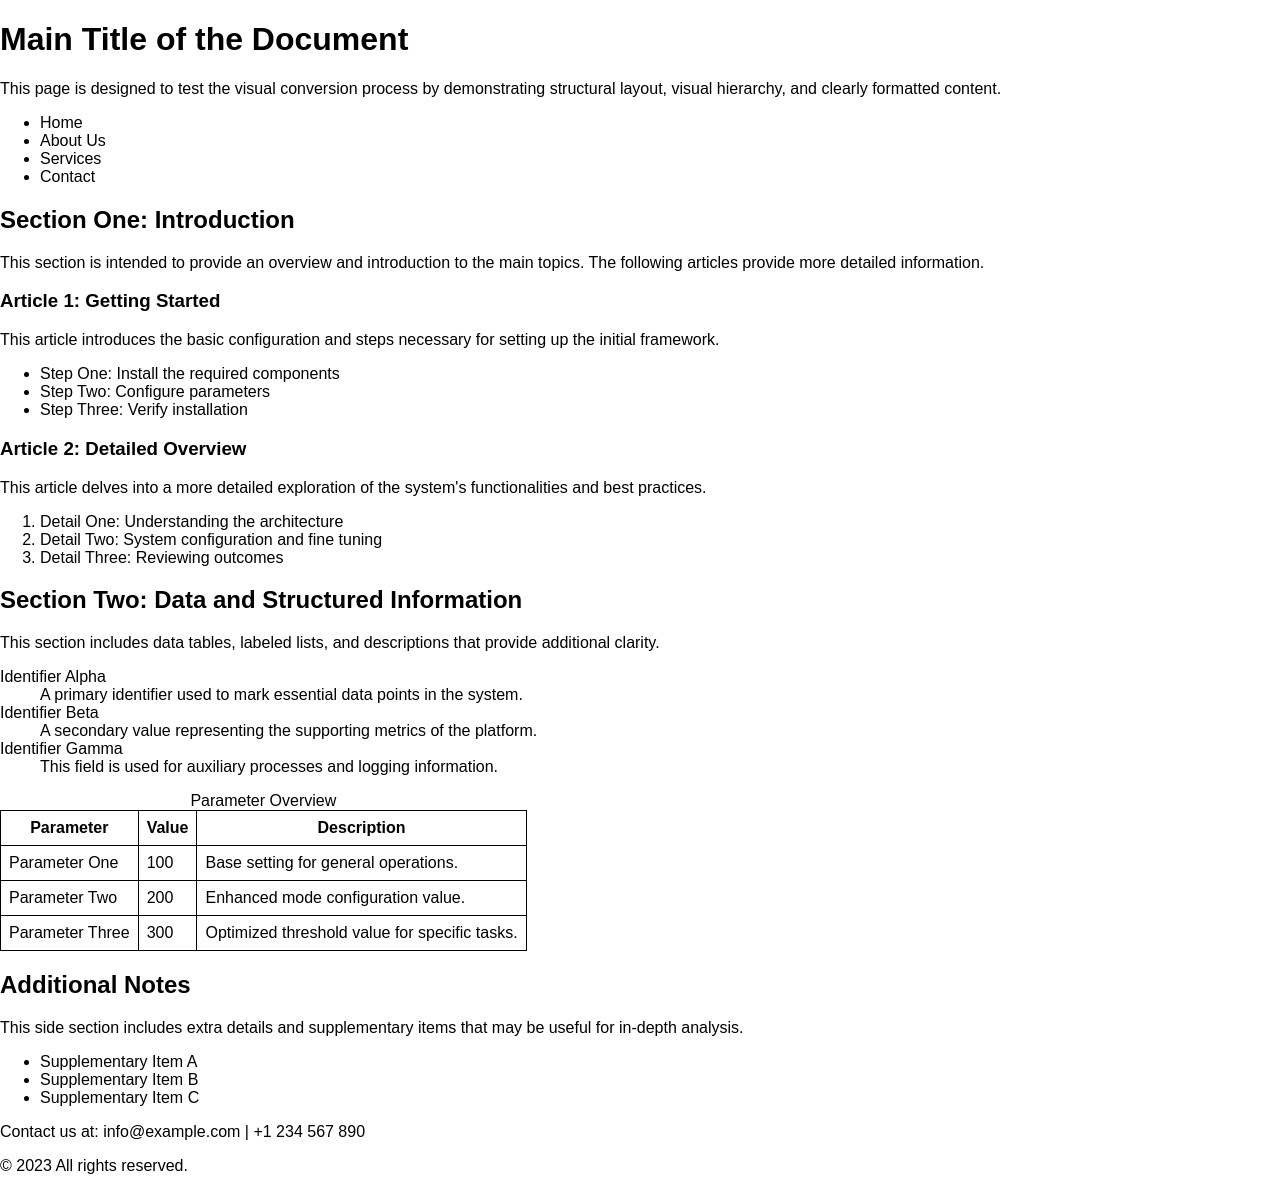 Main Title of the Document
This page is designed to test the visual conversion process by demonstrating structural layout, visual hierarchy, and clearly formatted content.
• Home
• About Us
• Services
• Contact
Section One: Introduction
This section is intended to provide an overview and introduction to the main topics. The following articles provide more detailed information.
Article 1: Getting Started
This article introduces the basic configuration and steps necessary for setting up the initial framework.
• Step One: Install the required components
• Step Two: Configure parameters
• Step Three: Verify installation
Article 2: Detailed Overview
This article delves into a more detailed exploration of the system's functionalities and best practices.
1. Detail One: Understanding the architecture
2. Detail Two: System configuration and fine tuning
3. Detail Three: Reviewing outcomes
Section Two: Data and Structured Information
This section includes data tables, labeled lists, and descriptions that provide additional clarity.
Identifier Alpha
A primary identifier used to mark essential data points in the system.
Identifier Beta
A secondary value representing the supporting metrics of the platform.
Identifier Gamma
This field is used for auxiliary processes and logging information.
Parameter Overview
Parameter Value Description
Parameter One 100 Base setting for general operations.
Parameter Two 200 Enhanced mode configuration value.
Parameter Three 300 Optimized threshold value for specific tasks.
Additional Notes
This side section includes extra details and supplementary items that may be useful for in-depth analysis.
• Supplementary Item A
• Supplementary Item B
• Supplementary Item C
Contact us at: info@example.com | +1 234 567 890
© 2023 All rights reserved.